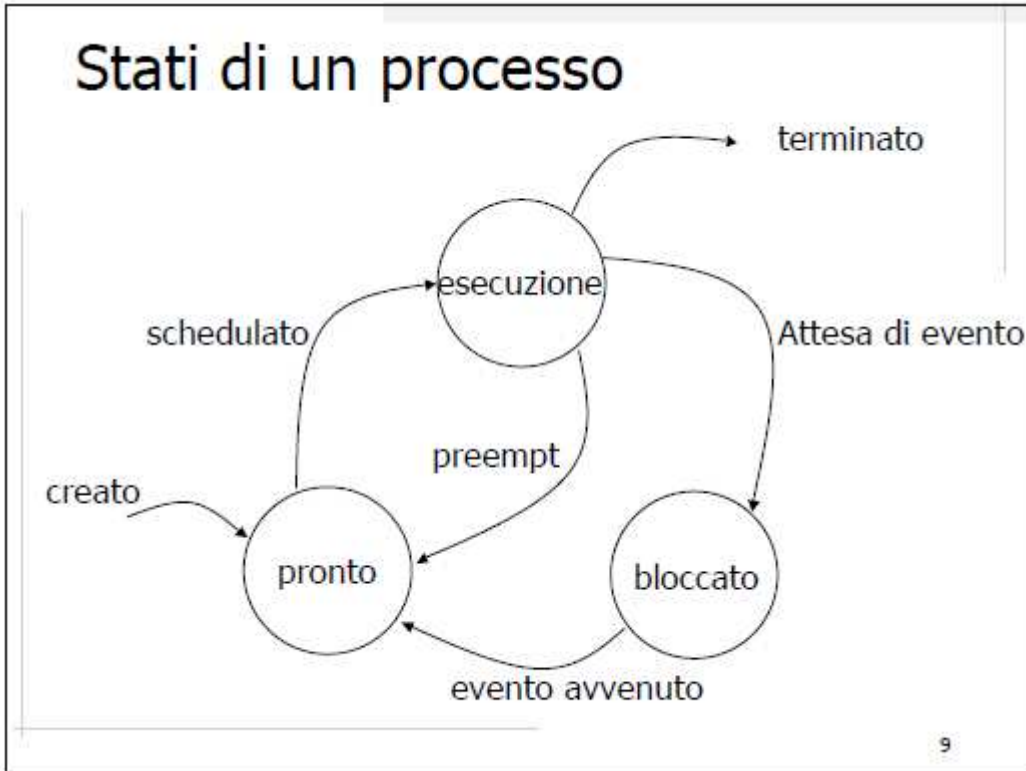 Stati di un processo
terminato
esecuzione
schedulato
Attesa di evento
preempt
creato
pronto
bloccato
evento avvenuto
9